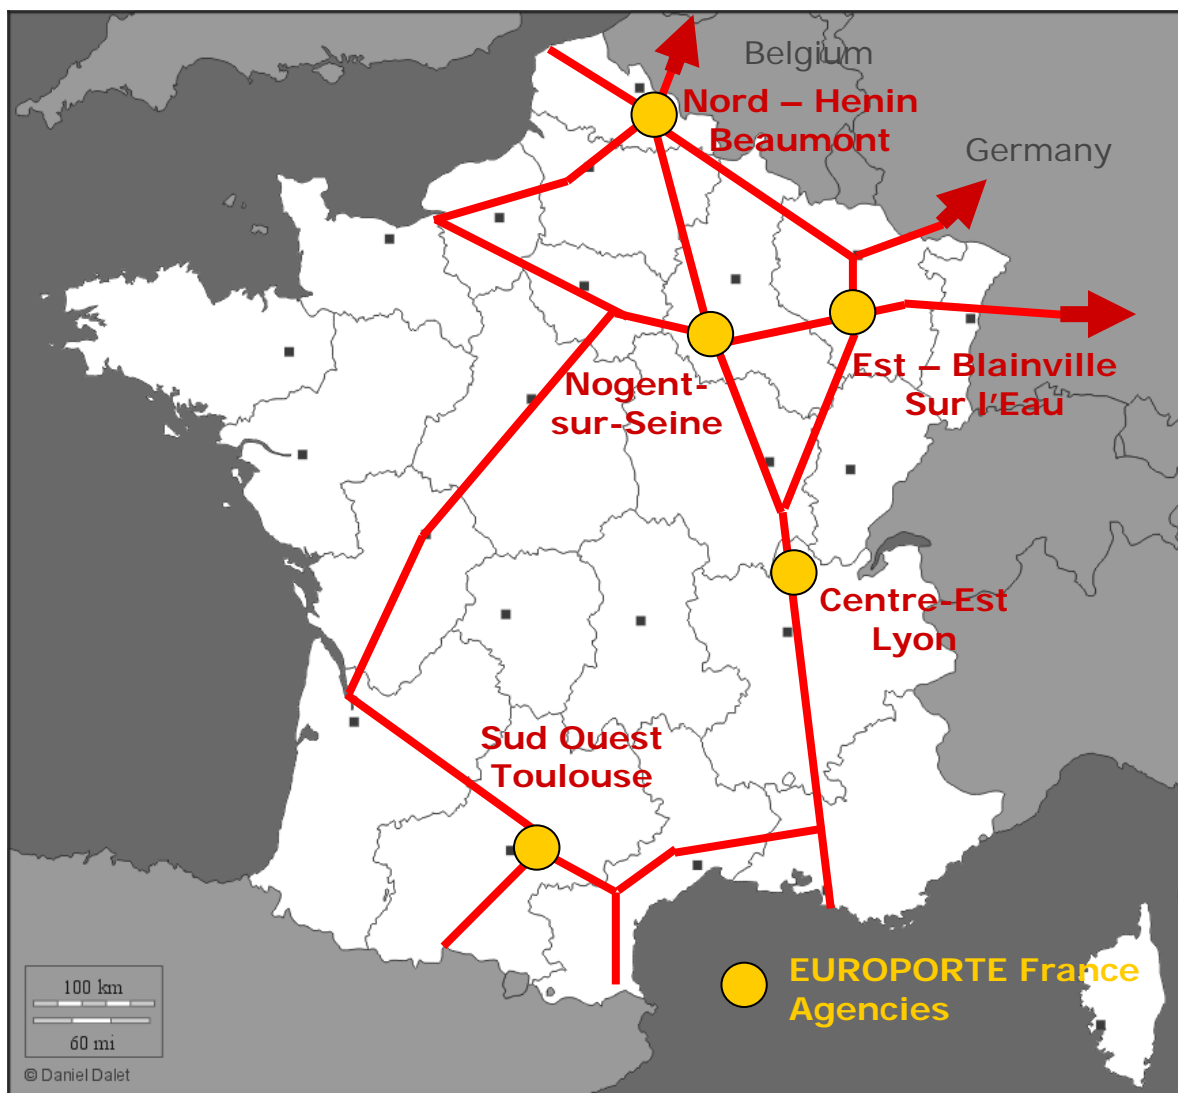 Belgium
Nord – Henin
Beaumont
Germany
Est – Blainville
Sur l'Eau
Nogent-
sur-Seine
Centre-Est
Lyon
Sud Ouest
Toulouse
EUROPORTE France
Agencies
100 km
60 mi
© Daniel Dalet